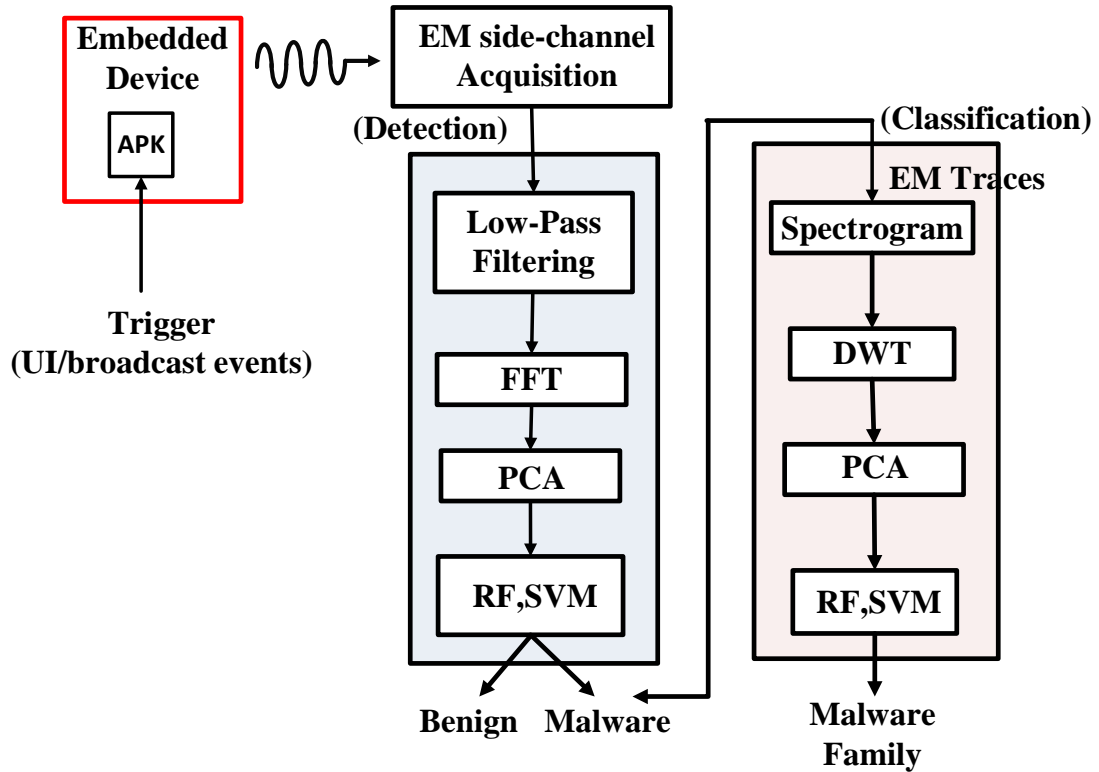 Embedded
Device
APK
Trigger
(UI/broadcast events)
EM side-channel
Acquisition
(Detection)
Low-Pass
Filtering
FFT
PCA
RF,SVM
Benign
Malware
(Classification)
EM Traces
Spectrogram
DWT
PCA
RF,SVM
Malware
Family